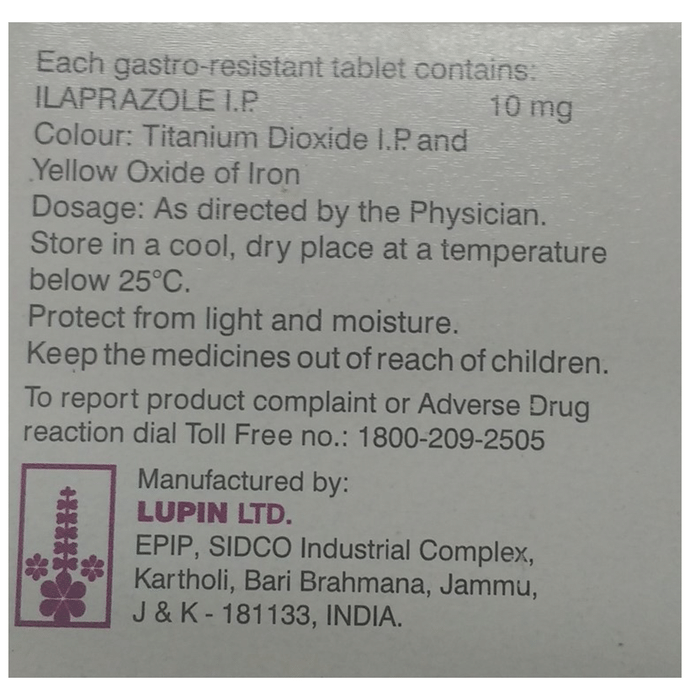 Each gastro-resistant tablet contains:
ILAPRAZOLE I.P. 10 mg
Colour: Titanium Dioxide I.P. and
Yellow Oxide of Iron
Dosage: As directed by the Physician.
Store in a cool, dry place at a temperature
below 25°C.
Protect from light and moisture.
Keep the medicines out of reach of children.
To report product complaint or Adverse Drug
reaction dial Toll Free no.: 1800-209-2505
Manufactured by:
LUPIN LTD.
EPIP, SIDCO Industrial Complex,
Kartholi, Bari Brahmana, Jammu,
J & K - 181133, INDIA.